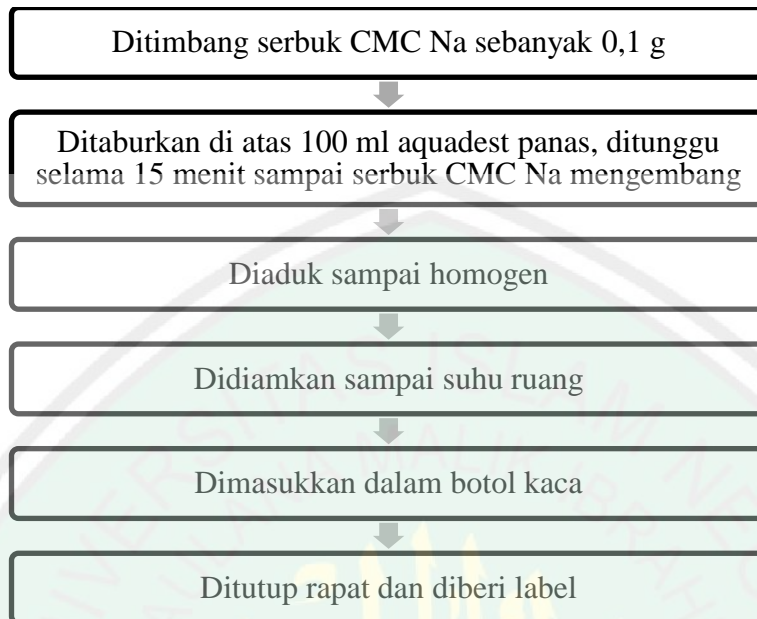 Ditimbang serbuk CMC Na sebanyak 0,1 g
Ditaburkan di atas 100 ml aquadest panas, ditunggu
selama 15 menit sampai serbuk CMC Na mengembang
Diaduk sampai homogen
Didiamkan sampai suhu ruang
Dimasukkan dalam botol kaca
Ditutup rapat dan diberi label